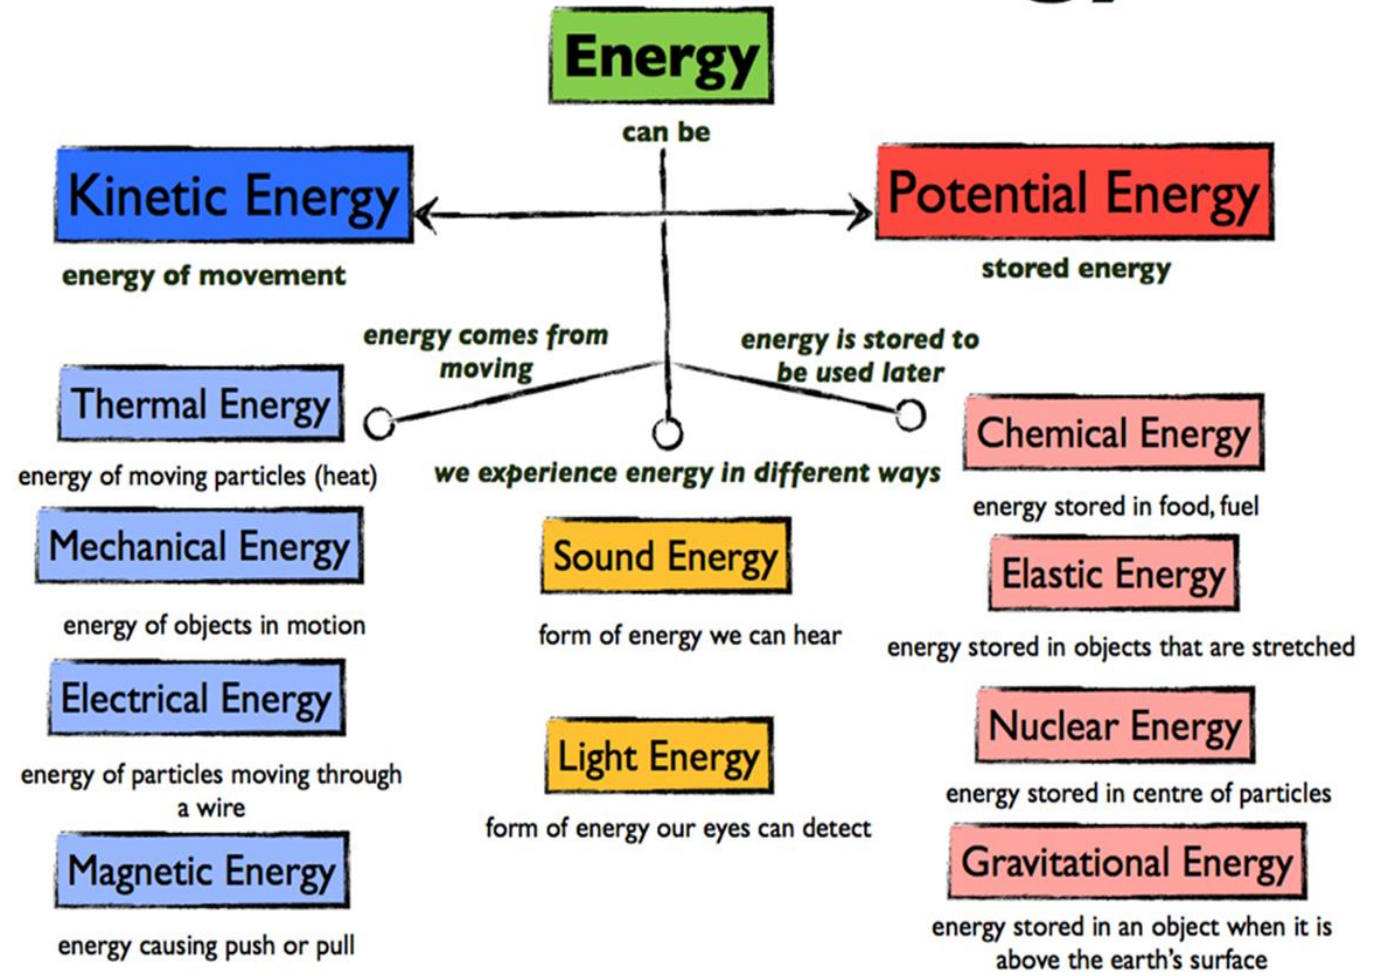 Energy
can be
Kinetic Energy
energy of movement
Potential Energy
stored energy
energy comes from
moving
energy is stored to
be used later
we experience energy in different ways
Thermal Energy
energy of moving particles (heat)
Mechanical Energy
energy of objects in motion
Electrical Energy
energy of particles moving through
a wire
Magnetic Energy
energy causing push or pull
Sound Energy
form of energy we can hear
Light Energy
form of energy our eyes can detect
Chemical Energy
energy stored in food, fuel
Elastic Energy
energy stored in objects that are stretched
Nuclear Energy
energy stored in centre of particles
Gravitational Energy
energy stored in an object when it is
above the earth's surface